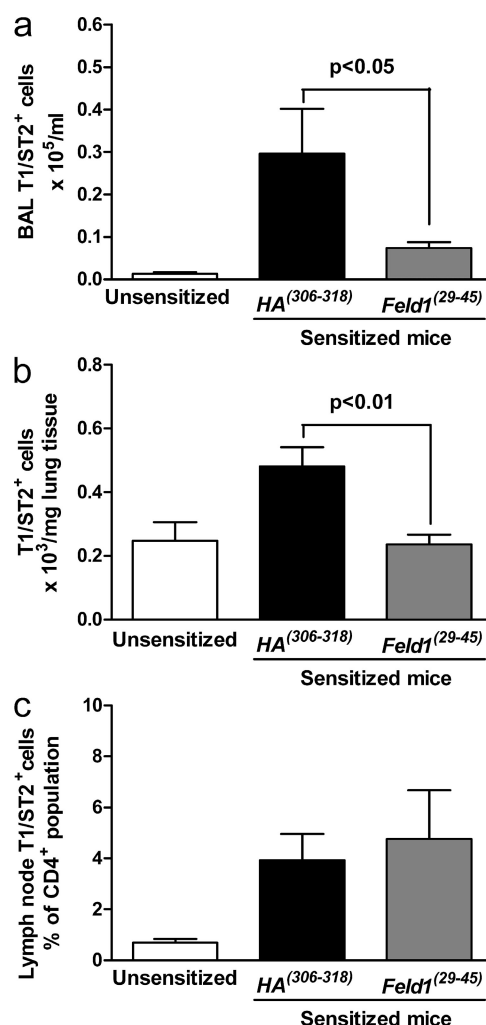 a
BAL T1/ST2⁺ cells
x 10⁵/ml
0.6
0.5
0.4
0.3
0.2
0.1
0.0
p<0.05
Unsensitized
HA⁽³⁰⁶⁻³¹⁸⁾
Feld1⁽²⁹⁻⁴⁵⁾
Sensitized mice
b
T1/ST2⁺ cells
x 10³/mg lung tissue
0.8
0.6
0.4
0.2
0.0
p<0.01
Unsensitized
HA⁽³⁰⁶⁻³¹⁸⁾
Feld1⁽²⁹⁻⁴⁵⁾
Sensitized mice
c
Lymph node T1/ST2⁺cells
% of CD4⁺ population
10
8
6
4
2
0
Unsensitized
HA⁽³⁰⁶⁻³¹⁸⁾
Feld1⁽²⁹⁻⁴⁵⁾
Sensitized mice